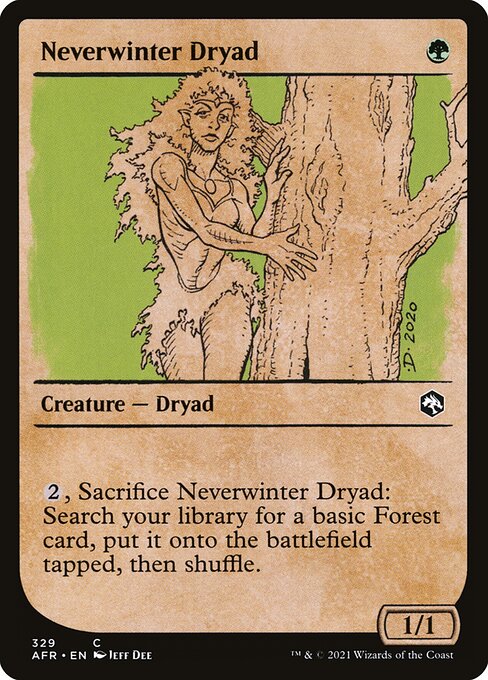 Neverwinter Dryad
D. 2020
Creature — Dryad
2, Sacrifice Neverwinter Dryad:
Search your library for a basic Forest
card, put it onto the battlefield
tapped, then shuffle.
1/1
329 C
AFR • EN Jeff Dee
™ & © 2021 Wizards of the Coast